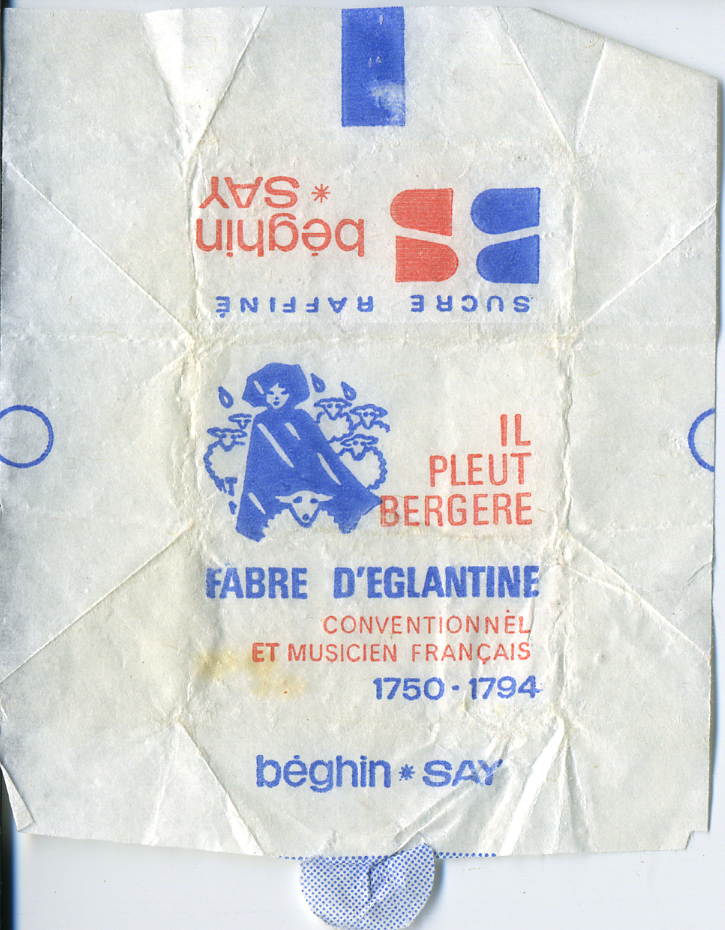 béghin
* SAY
SUCRE RAFFINÉ
IL
PLEUT
BERGERE
FABRE D'EGLANTINE
CONVENTIONNÈL
ET MUSICIEN FRANÇAIS
1750 - 1794
béghin * SAY